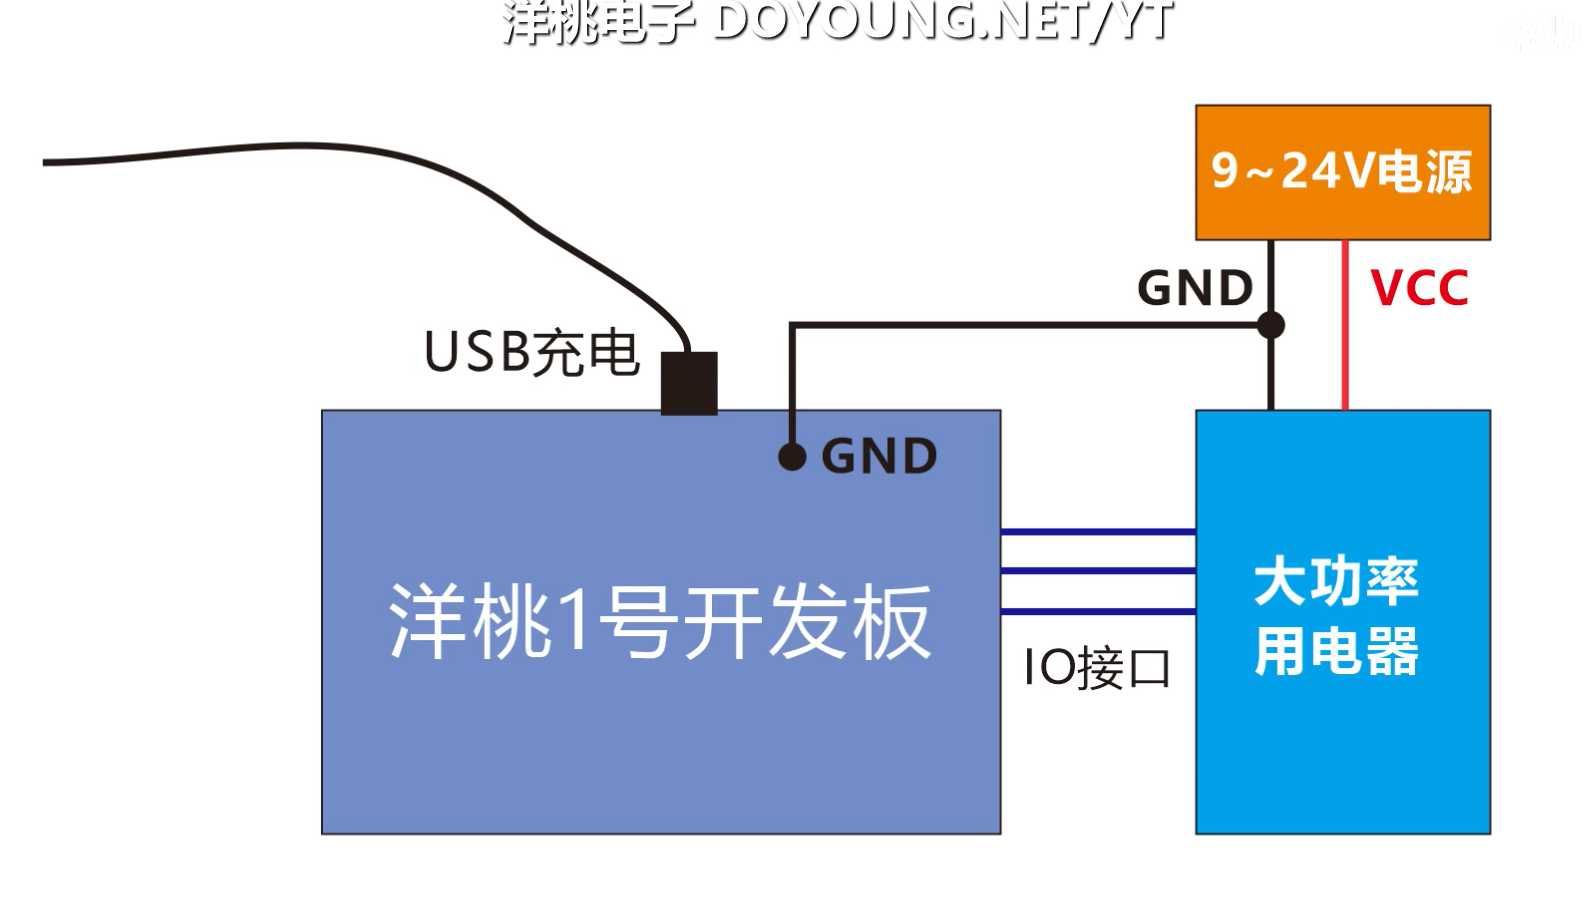 洋桃电子 DOYOUNG.NET/YT
9~24V电源
GND
VCC
USB充电
GND
洋桃1号开发板
IO接口
大功率
用电器